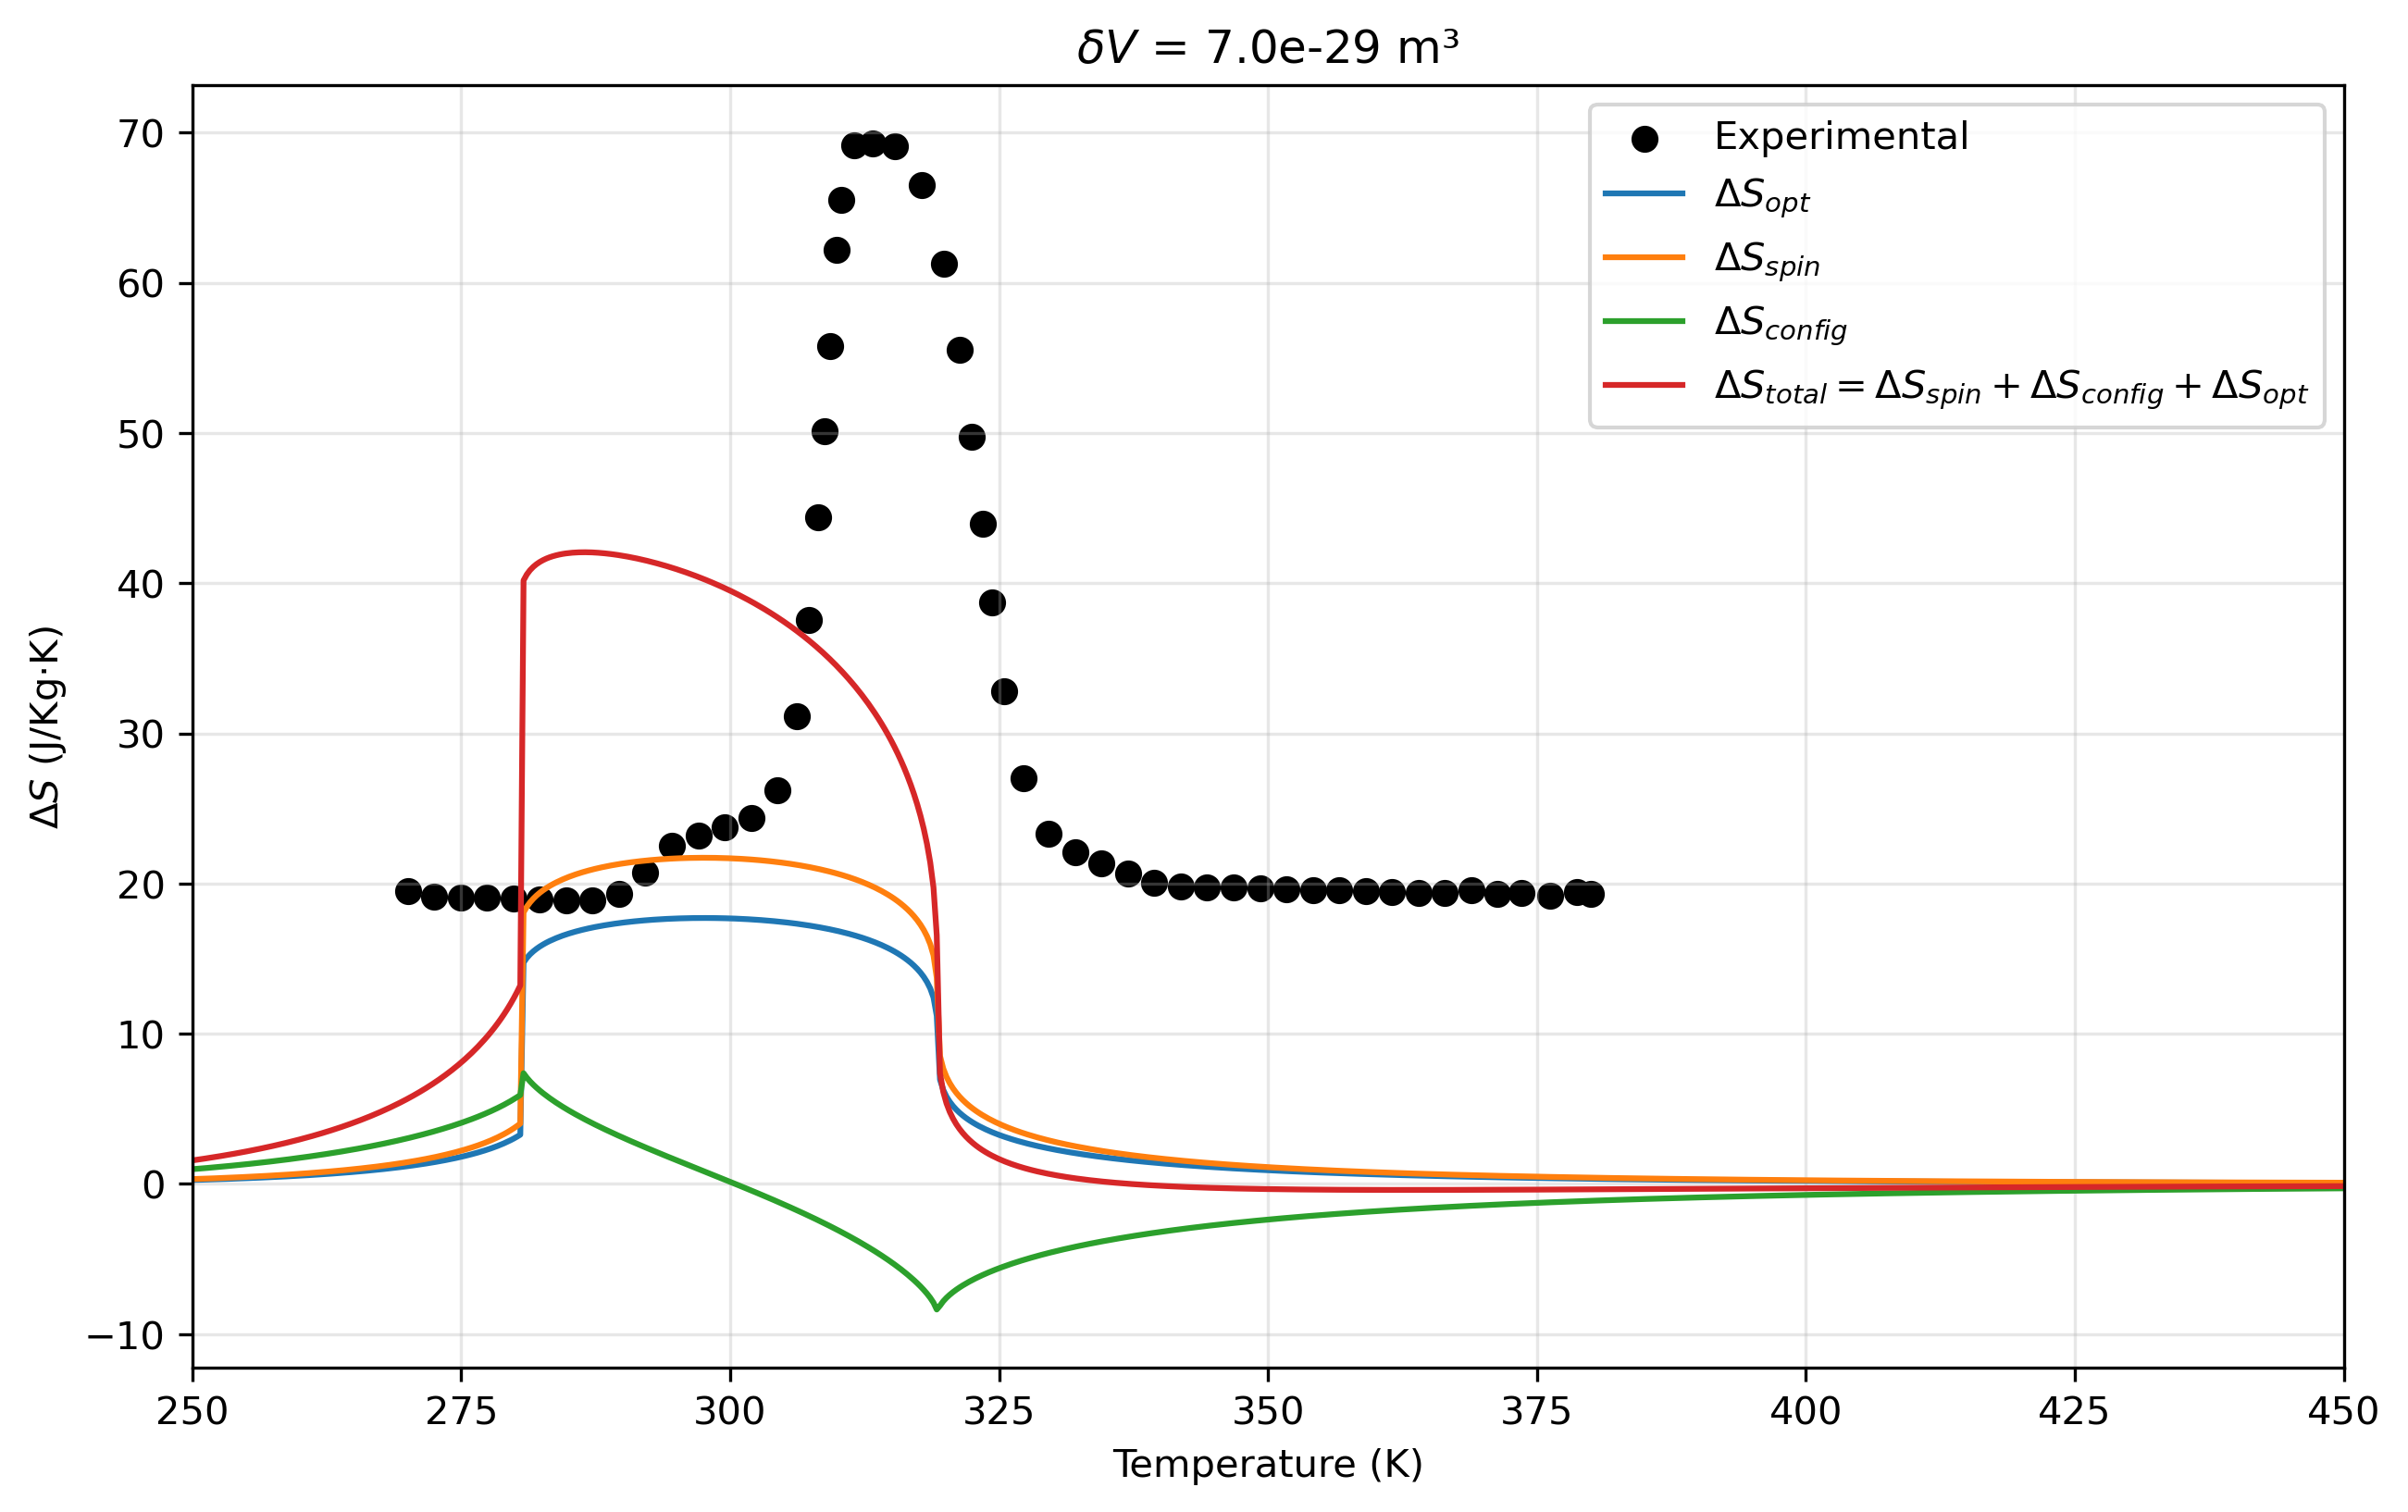 δV = 7.0e-29 m³
70
60
50
40
30
20
10
0
−10
ΔS (J/Kg·K)
Experimental
ΔS_opt
ΔS_spin
ΔS_config
ΔS_total = ΔS_spin + ΔS_config + ΔS_opt
250 275 300 325 350 375 400 425 450
Temperature (K)